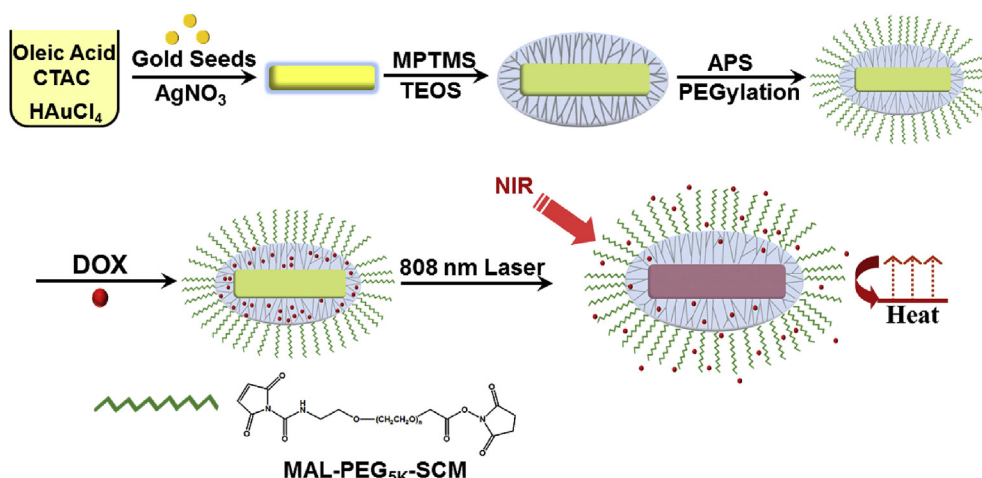 Oleic Acid
CTAC
HAuCl₄
Gold Seeds
AgNO₃
MPTMS
TEOS
APS
PEGylation
DOX
808 nm Laser
NIR
Heat
O
N
O
O
H
N
O
(CH₂CH₂O)ₙ
O
O
N
O
O
MAL-PEG₅ₖ-SCM